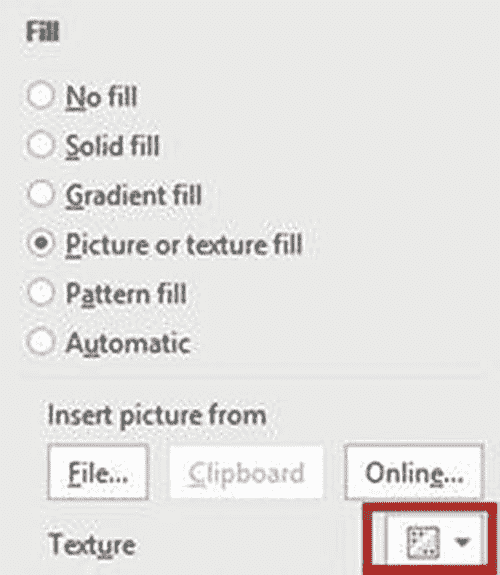 Fill
No fill
Solid fill
Gradient fill
Picture or texture fill
Pattern fill
Automatic
Insert picture from
File... Clipboard Online...
Texture